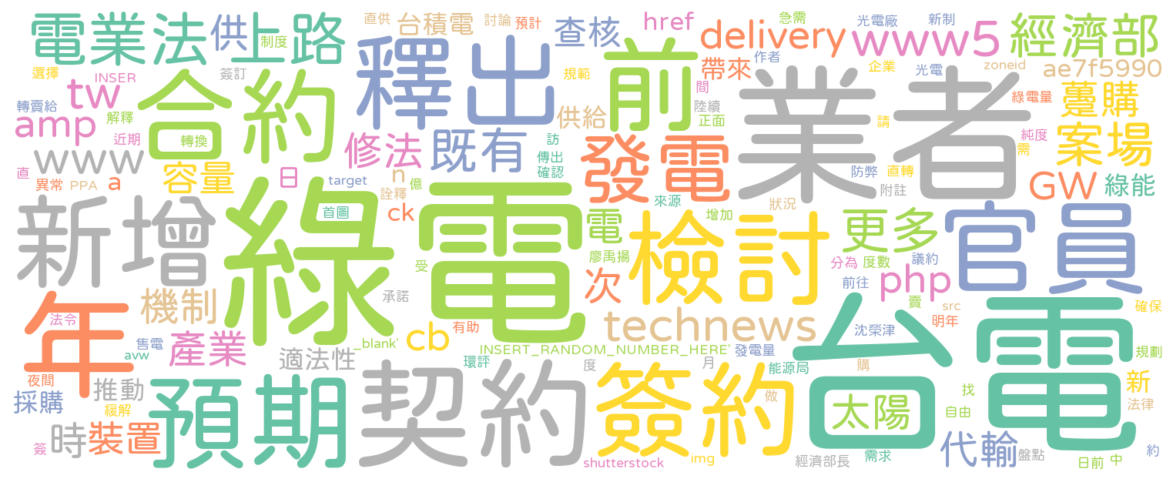 電業法 供 上路 制度 直供 台積電 討論 預計 查核 href 急需 光電廠 新制
選擇 INSER 簽訂 釋出 規範 前 delivery 作者 www5 經濟部
tw 轉賣給 解釋 合約 帶來 企業 光電 zoneid ae7f5990
amp 近期 轉換 修法 既有 供給 間 陸續 正面 業者 綠電量 躉購
www 直 異常 PPA a 容量 日 n 訪 傳出 確認 發電 請 防弊 直轉 純度 需 案場
target 詮釋 億 ck 來源 附註 GW 綠能
新增 首圖 綠電 電 增加 狀況 更多 官員
受 廖禹揚 次 檢討 分為 度數 議約
年 法令 機制 承諾 php 前往 賣 src 明年 確保
售電 avw 產業 _blank' cb 有助 technews 沈榮津 台電
夜間 推動 適法性 環評 INSERT_RANDOM_NUMBER_HERE' 發電量 規劃
採購 緩解 預期 契約 度 月 簽約 能源局 購 太陽 找 新 法律
時 裝置 做 自由 代輸
簽 shutterstock img 經濟部長 需求 盤點 日前 中 約